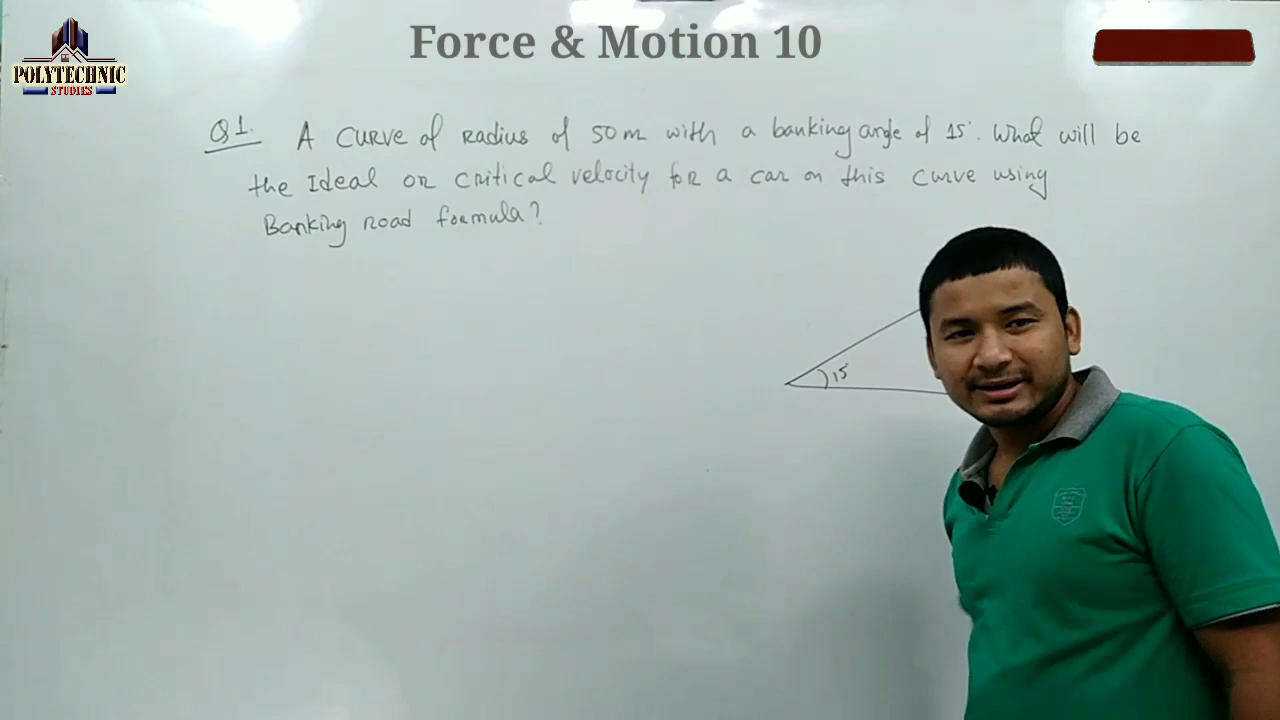 Force & Motion 10
POLYTECHNIC
STUDIES
Q1. A curve of radius of 50m with a banking angle of 15°. What will be
the Ideal or critical velocity for a car on this curve using
Banking road formula?
15